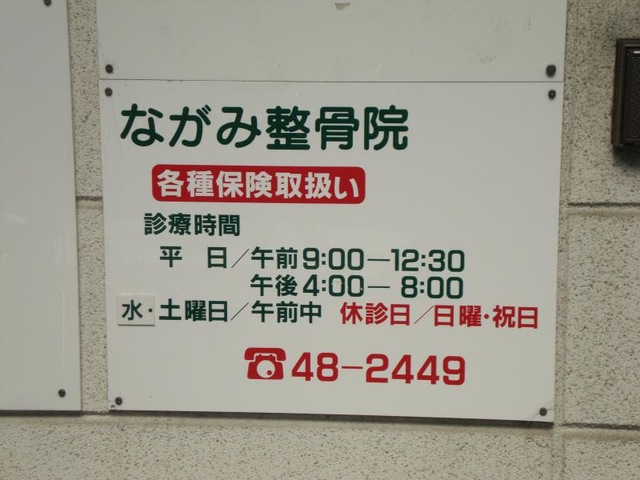 ながみ整骨院
各種保険取扱い
診療時間
平 日／午前9:00―12:30
午後4:00― 8:00
水・土曜日／午前中 休診日／日曜・祝日
☎48-2449